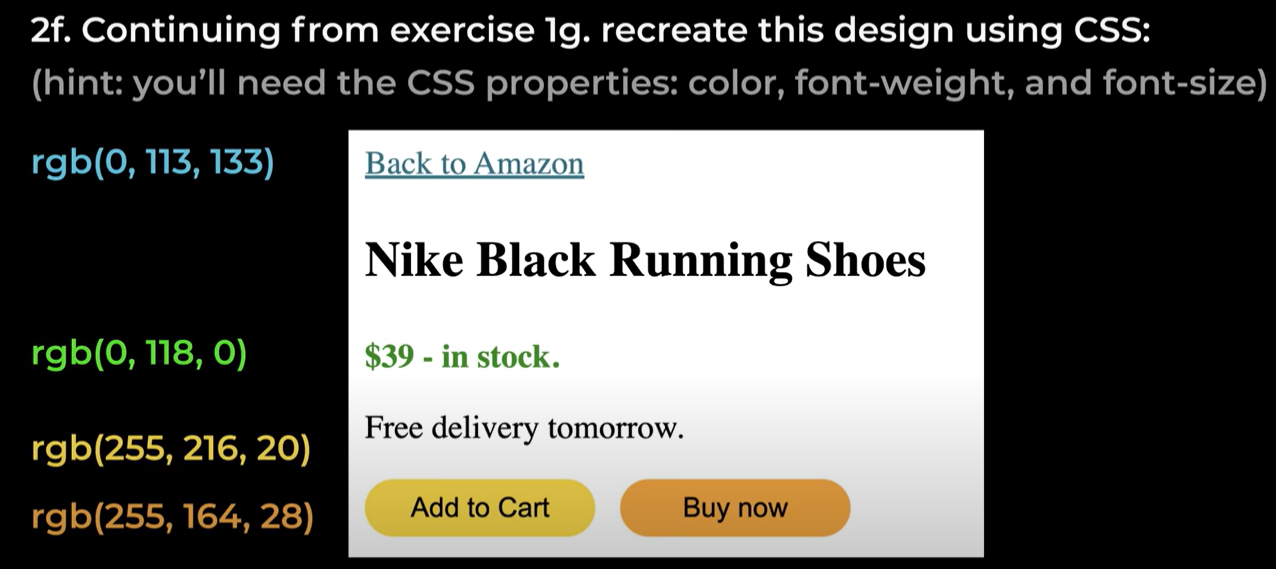 2f. Continuing from exercise 1g. recreate this design using CSS:
(hint: you’ll need the CSS properties: color, font-weight, and font-size)
rgb(0, 113, 133)
Back to Amazon
Nike Black Running Shoes
rgb(0, 118, 0)
$39 - in stock.
Free delivery tomorrow.
rgb(255, 216, 20)
Add to Cart
Buy now
rgb(255, 164, 28)